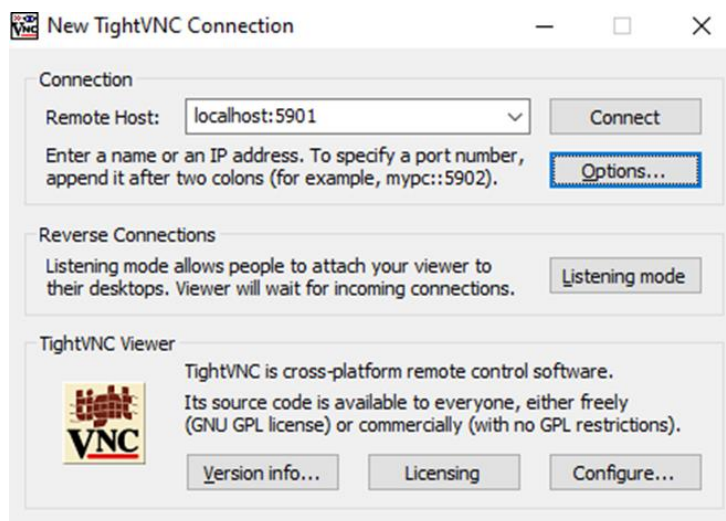 New TightVNC Connection
Connection
Remote Host: localhost:5901 Connect
Enter a name or an IP address. To specify a port number,
append it after two colons (for example, mypc::5902).
Options...
Reverse Connections
Listening mode allows people to attach your viewer to
their desktops. Viewer will wait for incoming connections.
Listening mode
TightVNC Viewer
TightVNC is cross-platform remote control software.
Its source code is available to everyone, either freely
(GNU GPL license) or commercially (with no GPL restrictions).
tight
VNC
Version info... Licensing Configure...